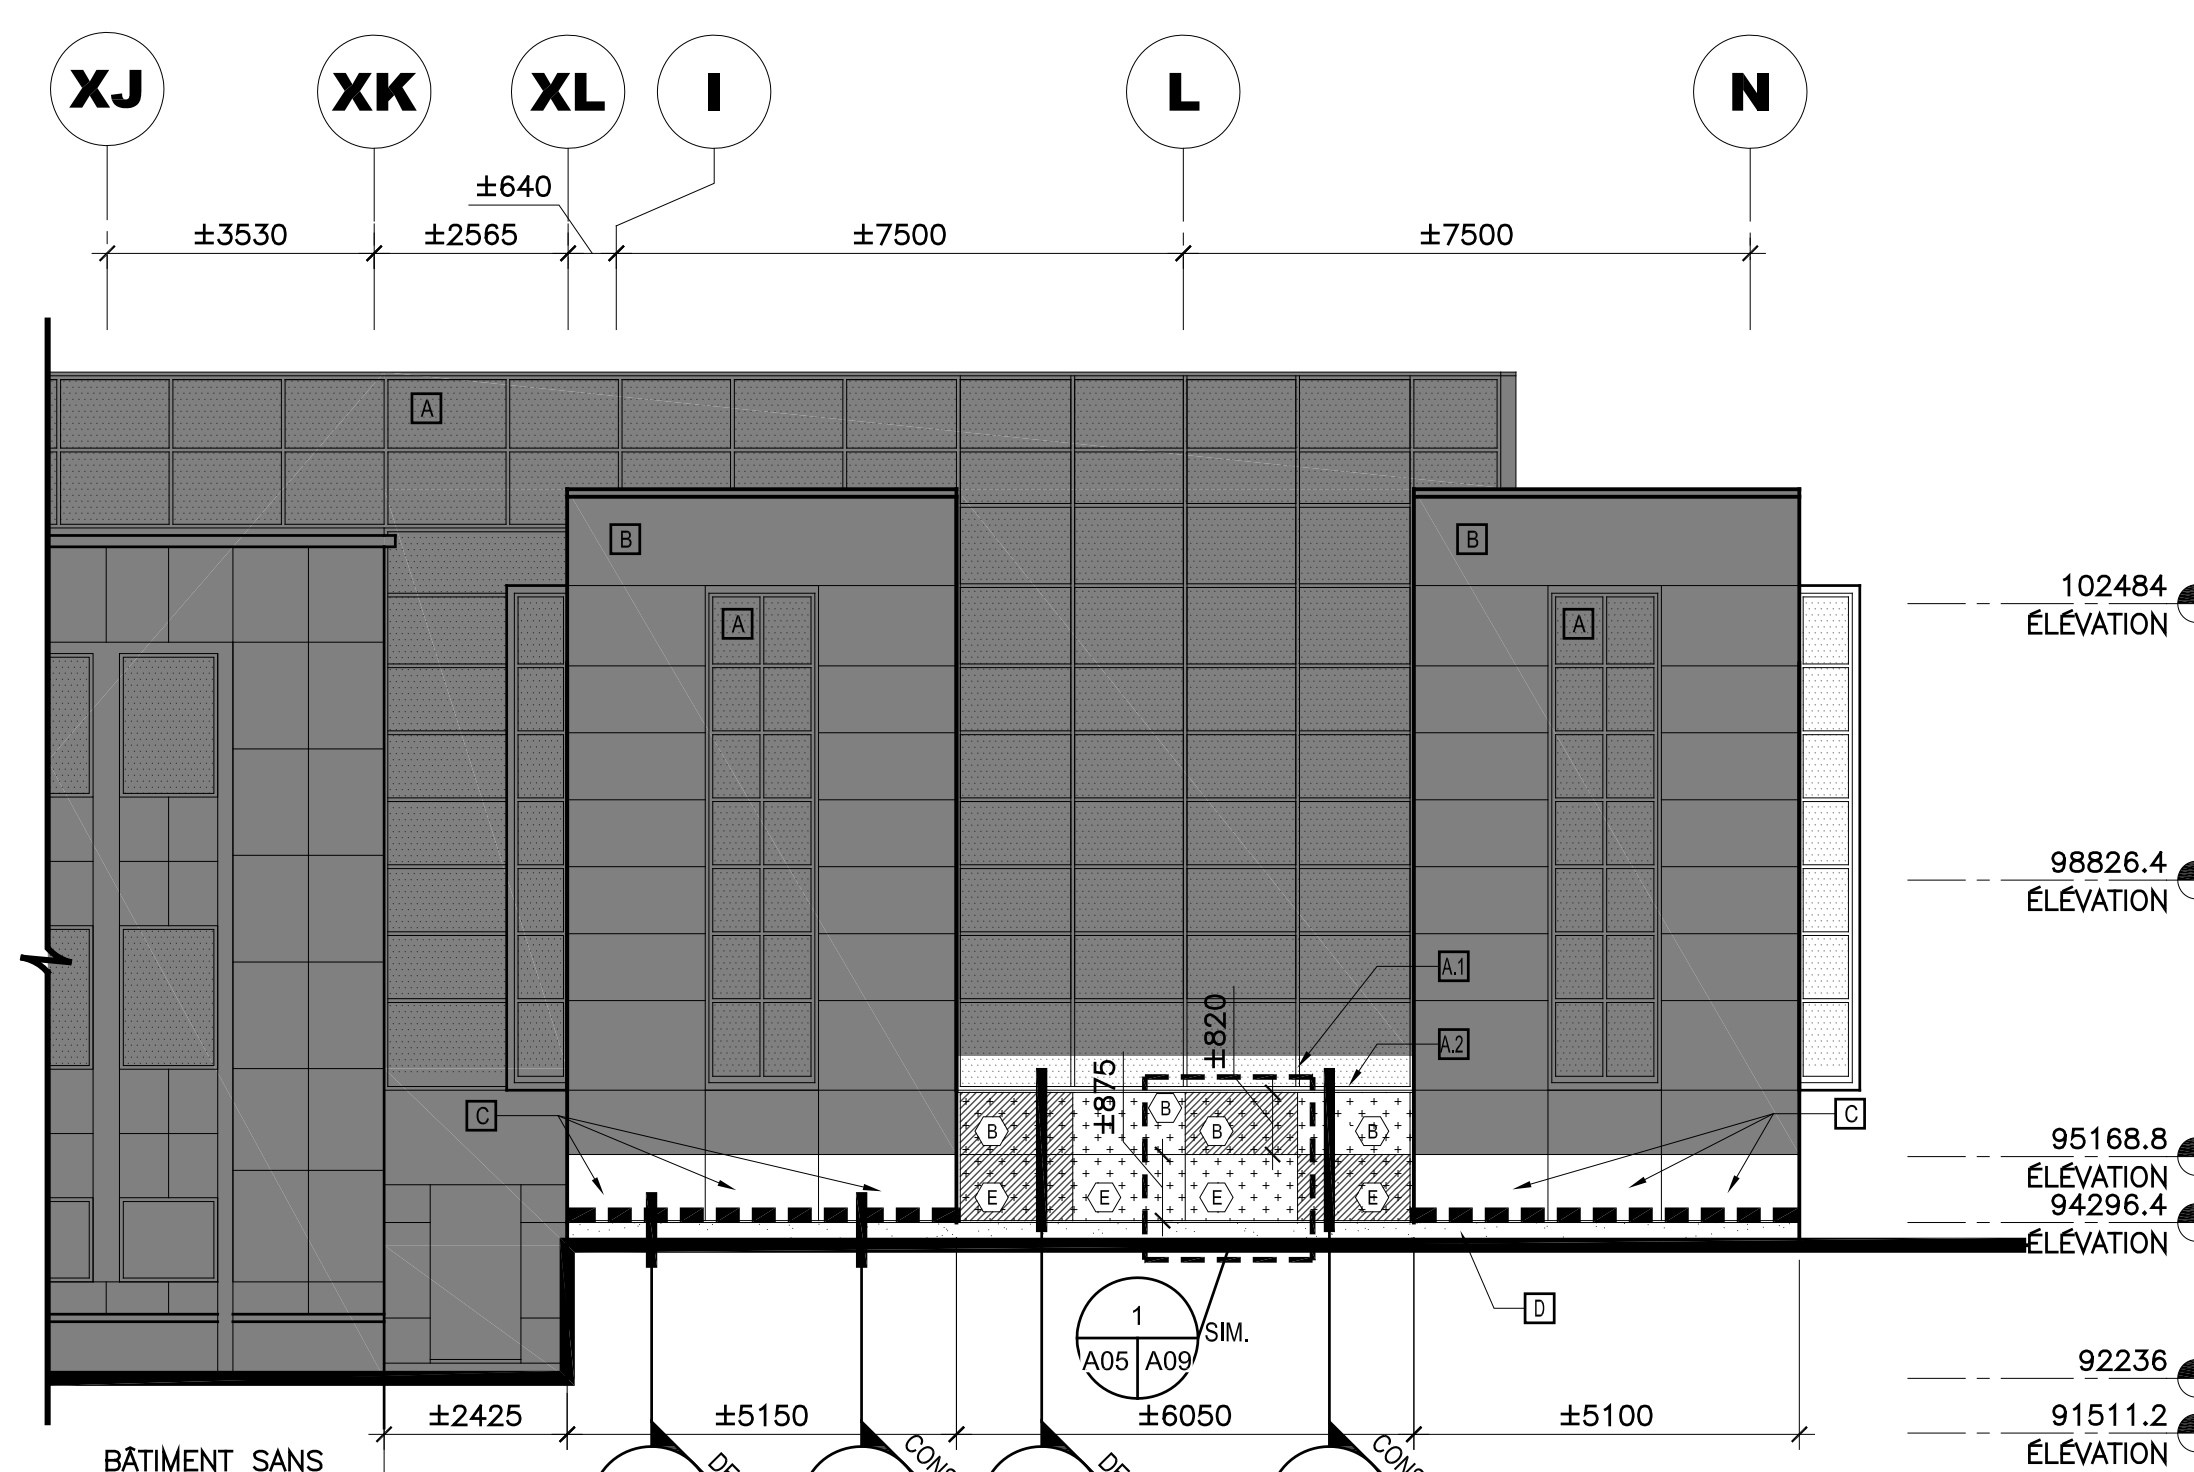 XJ XK XL I L N
±640
±3530 ±2565 ±7500 ±7500
A
B B
102484
ÉLÉVATION
A A
98826.4
ÉLÉVATION
A.1
±820
A.2
±875
B B B B
C C
95168.8
ÉLÉVATION
E E E E
94296.4
ÉLÉVATION
D
1
SIM.
A05 A09
92236
±2425 ±5150 ±6050 ±5100
91511.2
ÉLÉVATION
BÂTIMENT SANS